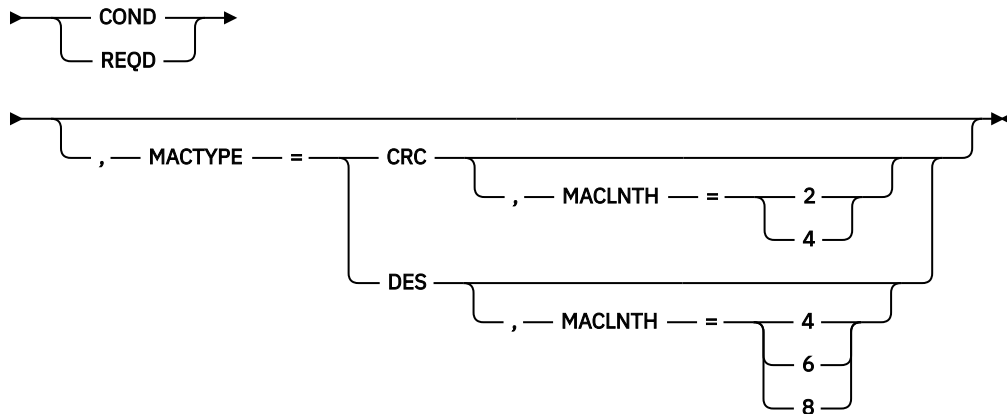 COND
REQD
, MACTYPE = CRC
, MACLNTH = 2
4
DES
, MACLNTH = 4
6
8